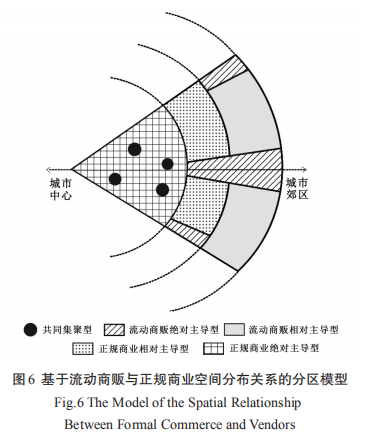 城市
中心
城市
郊区
共同集聚型 流动商贩绝对主导型 流动商贩相对主导型
正规商业相对主导型 正规商业绝对主导型
图6 基于流动商贩与正规商业空间分布关系的分区模型
Fig.6 The Model of the Spatial Relationship
Between Formal Commerce and Vendors